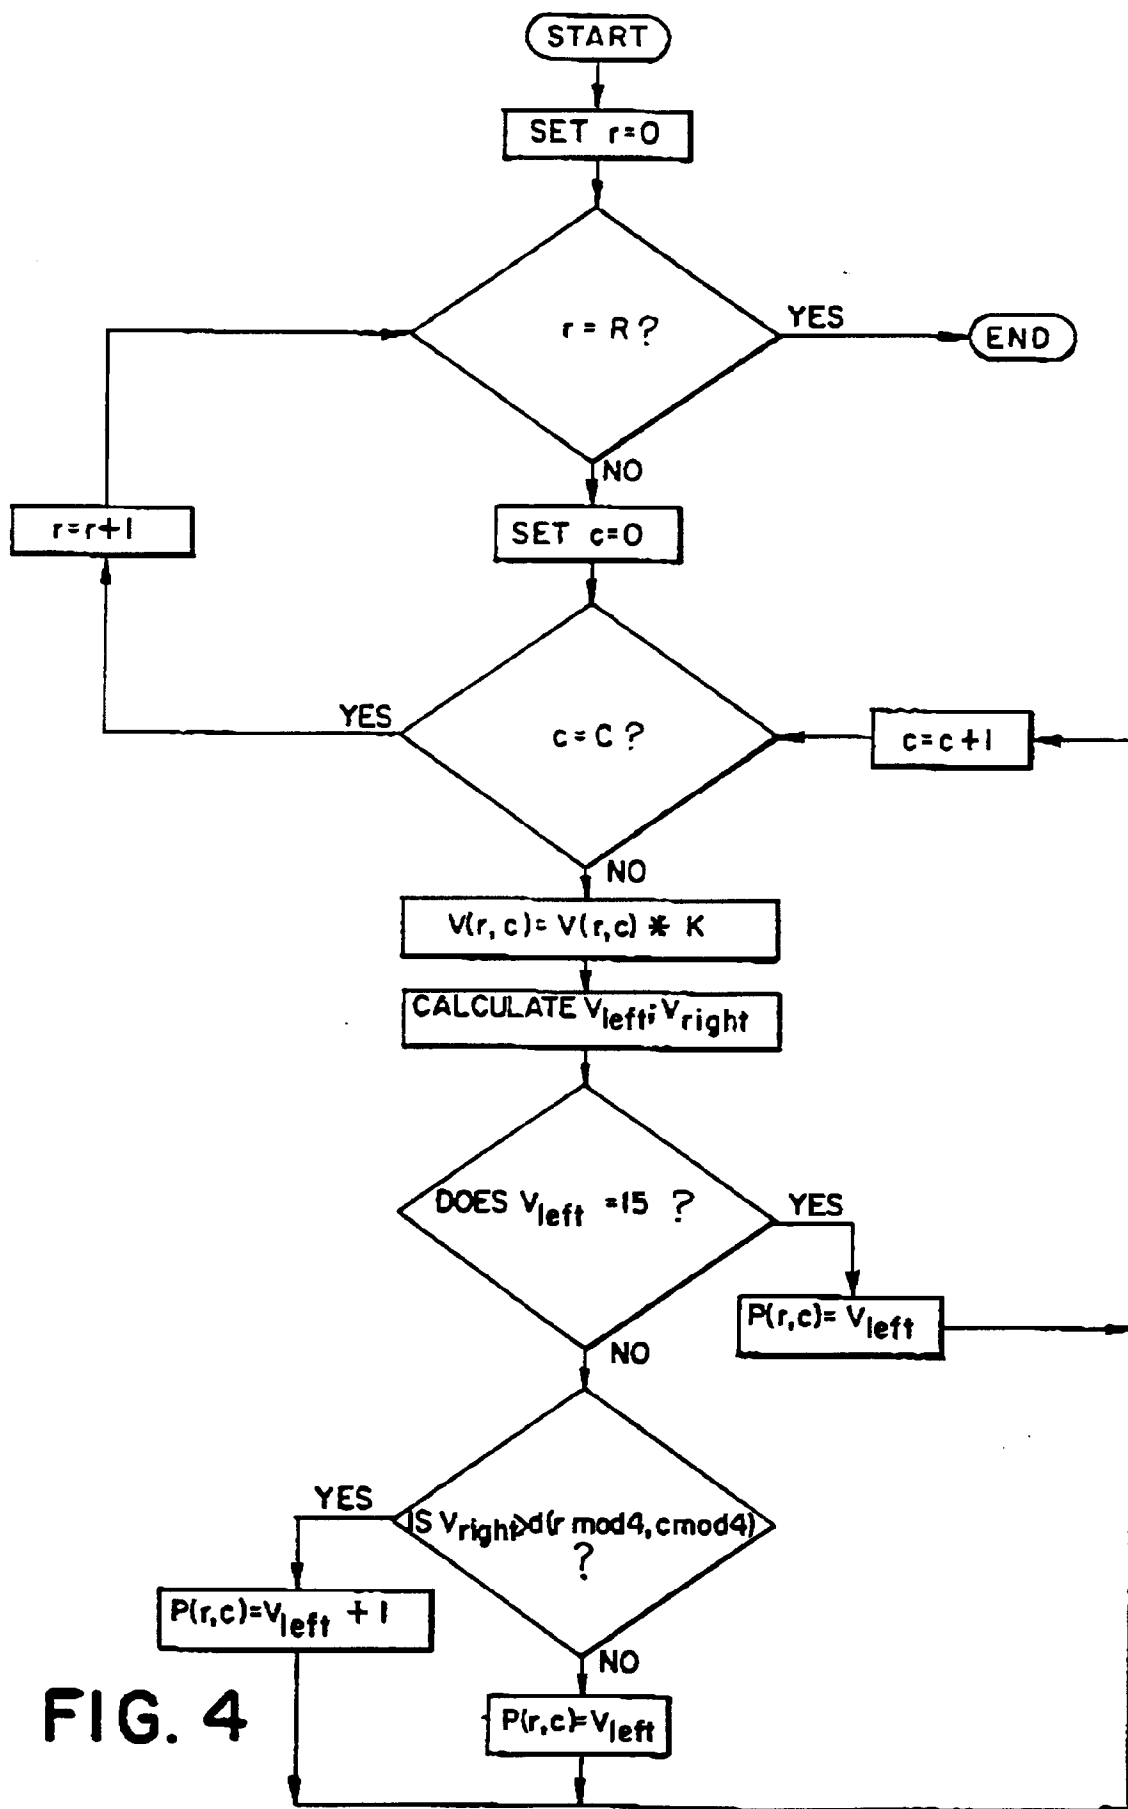 START
SET r=0
r = R ?
YES
END
NO
r=r+1
SET c=0
YES
c = C ?
c=c+1
NO
V(r,c)= V(r,c) * K
CALCULATE Vleft; Vright
DOES Vleft =15 ?
YES
P(r,c)= Vleft
NO
YES
IS Vright>d(r mod4, cmod4)
?
P(r,c)=Vleft + 1
NO
P(r,c)=Vleft
FIG. 4